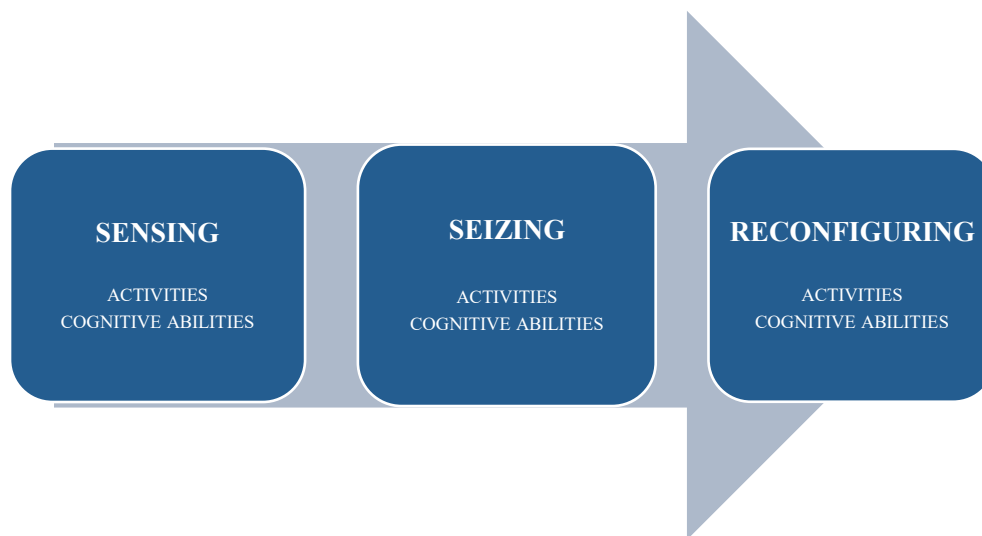 SENSING
ACTIVITIES
COGNITIVE ABILITIES
SEIZING
ACTIVITIES
COGNITIVE ABILITIES
RECONFIGURING
ACTIVITIES
COGNITIVE ABILITIES